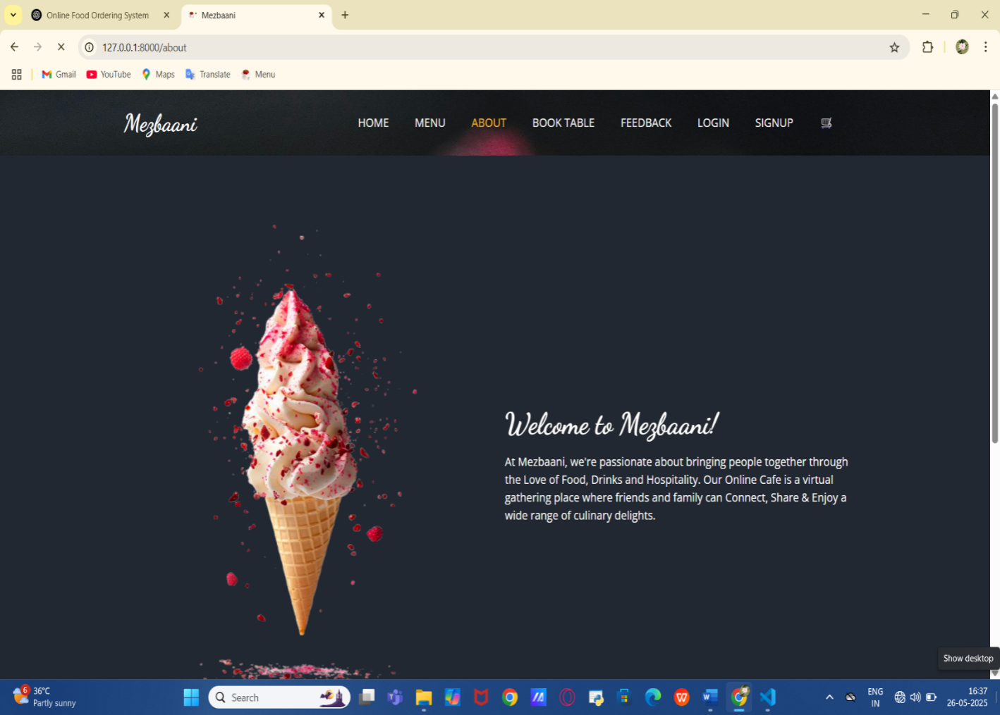 Online Food Ordering System
Mezbaani
127.0.0.1:8000/about
Gmail
YouTube
Maps
Translate
Menu
Mezbaani
HOME
MENU
ABOUT
BOOK TABLE
FEEDBACK
LOGIN
SIGNUP
Welcome to Mezbaani!
At Mezbaani, we're passionate about bringing people together through
the Love of Food, Drinks and Hospitality. Our Online Cafe is a virtual
gathering place where friends and family can Connect, Share & Enjoy a
wide range of culinary delights.
Show desktop
6
36°C
Partly sunny
Search
ENG
IN
16:37
26-05-2025